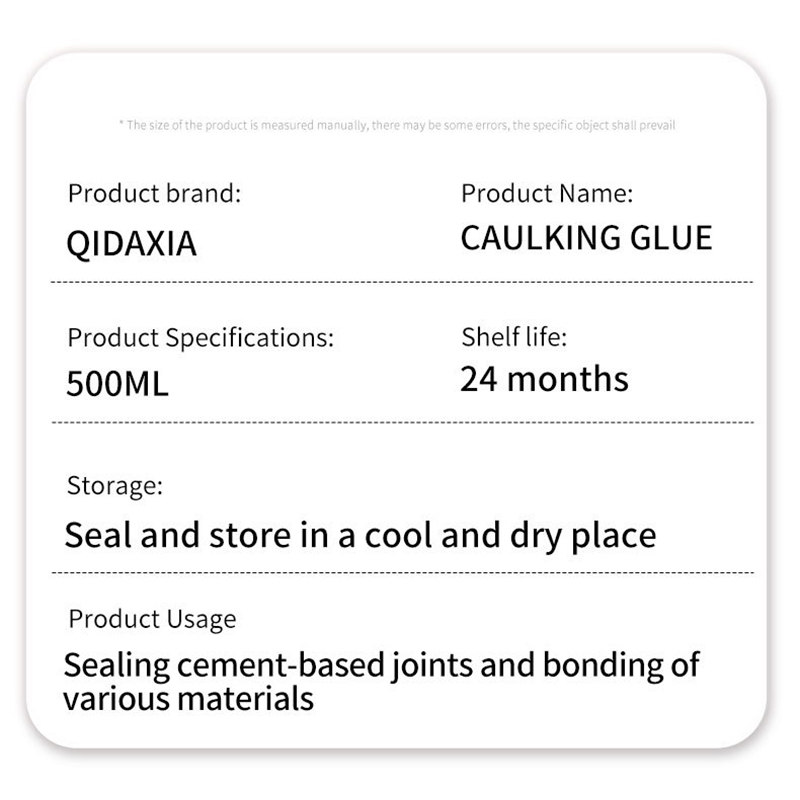 * The size of the product is measured manually, there may be some errors, the specific object shall prevail
Product brand:
QIDAXIA
Product Name:
CAULKING GLUE
Product Specifications:
500ML
Shelf life:
24 months
Storage:
Seal and store in a cool and dry place
Product Usage
Sealing cement-based joints and bonding of
various materials